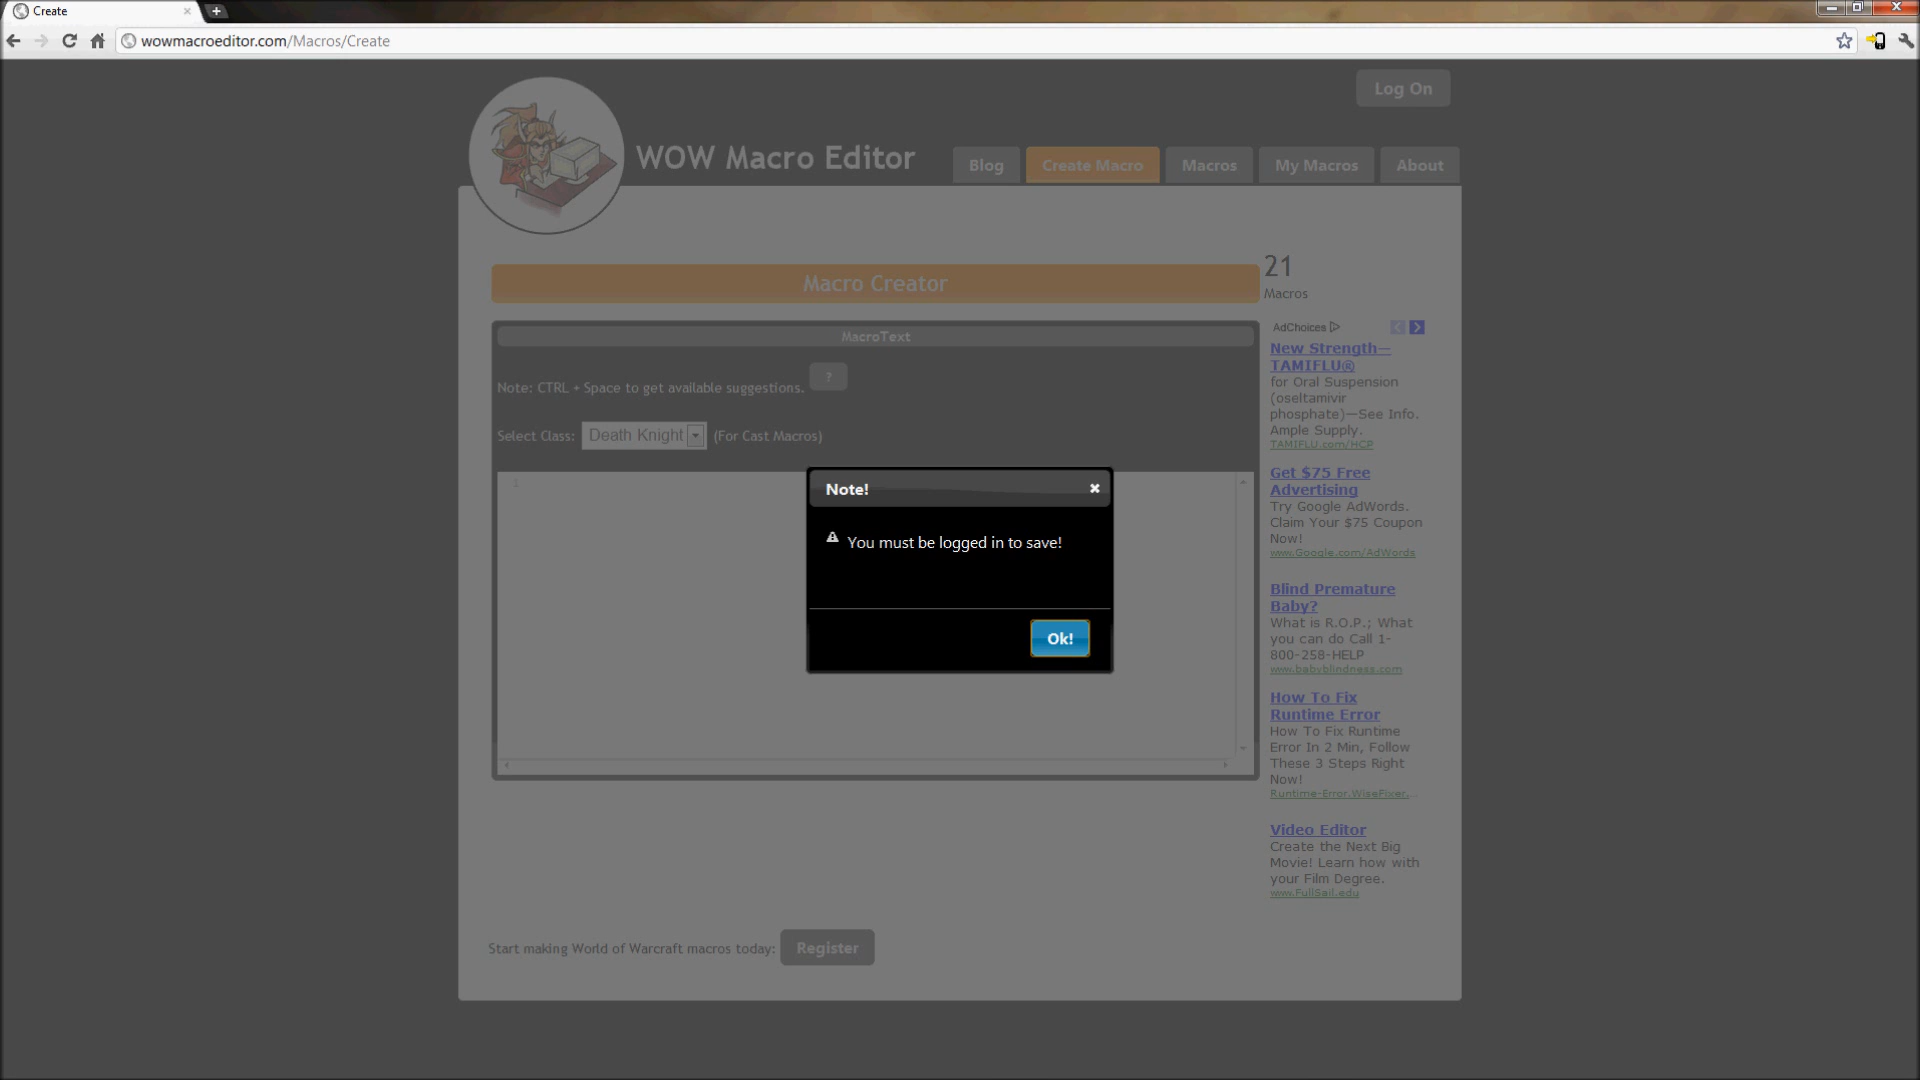 Create
wowmacroeditor.com/Macros/Create
Log On
WOW Macro Editor
Blog
Create Macro
Macros
My Macros
About
Macro Creator
21
Macros
MacroText
Note: CTRL + Space to get available suggestions.
?
Select Class:
Death Knight
(For Cast Macros)
1
Note!
You must be logged in to save!
Ok!
AdChoices
New Strength—
TAMIFLU®
for Oral Suspension
(oseltamivir
phosphate)—See Info.
Ample Supply.
TAMIFLU.com/HCP
Get $75 Free
Advertising
Try Google AdWords.
Claim Your $75 Coupon
Now!
www.Google.com/AdWords
Blind Premature
Baby?
What is R.O.P.; What
you can do Call 1-
800-258-HELP
www.babyblindness.com
How To Fix
Runtime Error
How To Fix Runtime
Error In 2 Min, Follow
These 3 Steps Right
Now!
Runtime-Error.WiseFixer,...
Video Editor
Create the Next Big
Movie! Learn how with
your Film Degree.
www.FullSail.edu
Start making World of Warcraft macros today:
Register